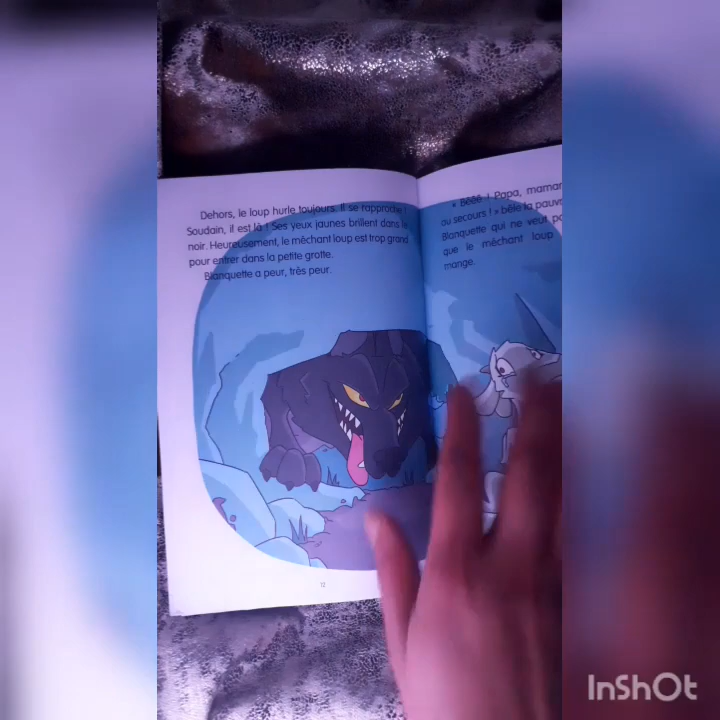 Dehors, le loup hurle toujours. Il se rapproche !
Soudain, il est là ! Ses yeux jaunes brillent dans le
noir. Heureusement, le méchant loup est trop grand
pour entrer dans la petite grotte.
Blanquette a peur, très peur.
12
« Bêêê ! Papa, maman
au secours ! » bêle la pauv
Blanquette qui ne veut pa
que le méchant loup
mange.
InShOt